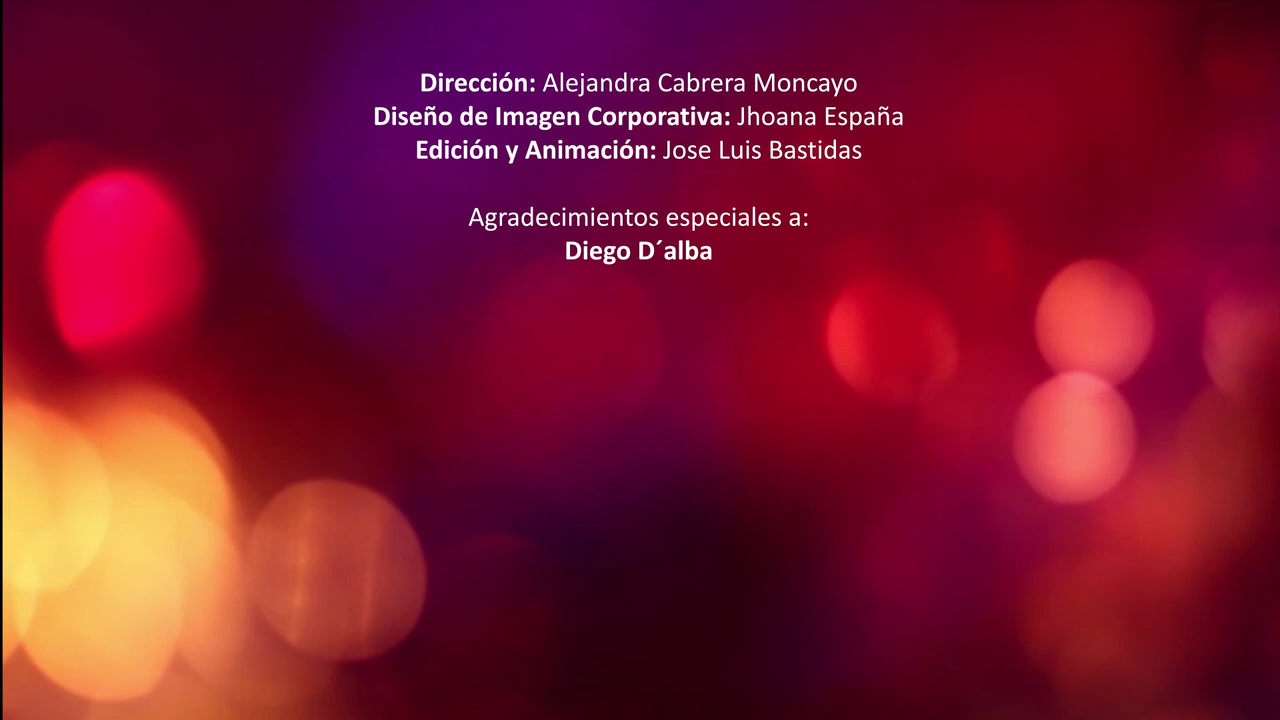 Dirección: Alejandra Cabrera Moncayo
Diseño de Imagen Corporativa: Jhoana España
Edición y Animación: Jose Luis Bastidas
Agradecimientos especiales a:
Diego D´alba